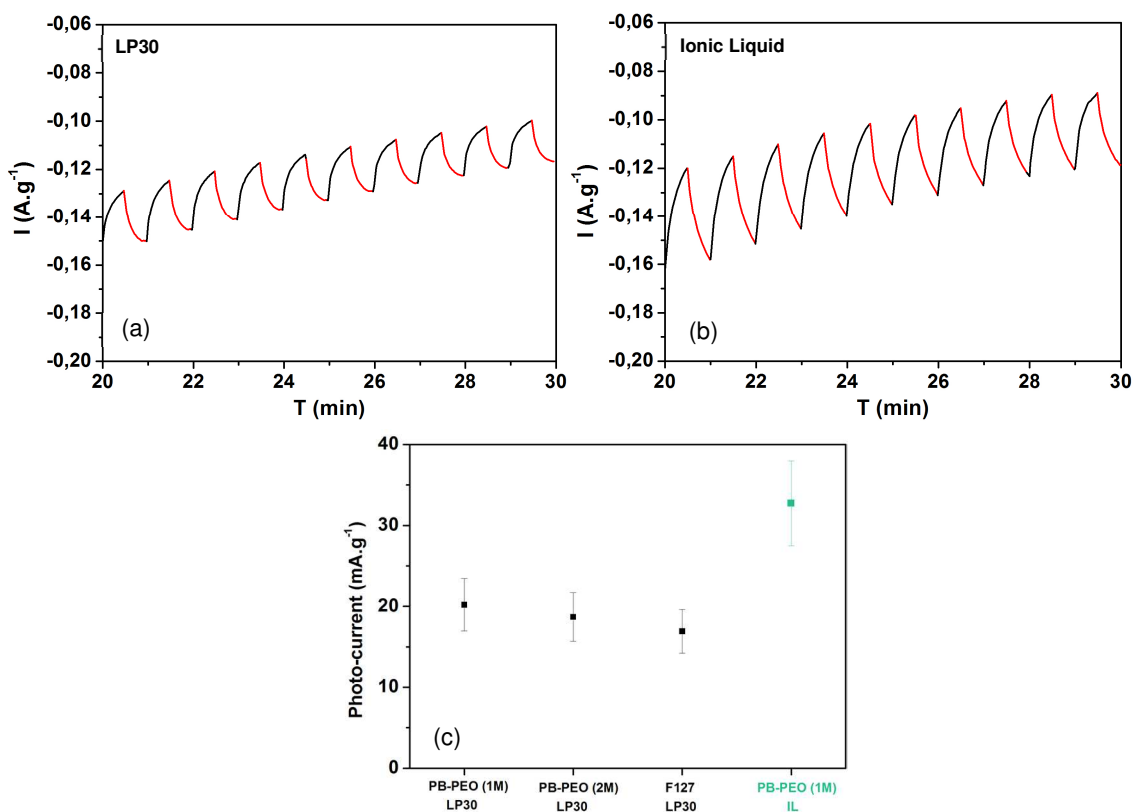 LP30
-0,06
-0,08
-0,10
-0,12
-0,14
-0,16
-0,18
-0,20
I (A.g-1)
(a)
20 22 24 26 28 30
T (min)
Ionic Liquid
-0,06
-0,08
-0,10
-0,12
-0,14
-0,16
-0,18
-0,20
I (A.g-1)
(b)
20 22 24 26 28 30
T (min)
40
30
20
10
0
Photo-current (mA.g-1)
(c)
PB-PEO (1M) PB-PEO (2M) F127 PB-PEO (1M)
LP30 LP30 LP30 IL